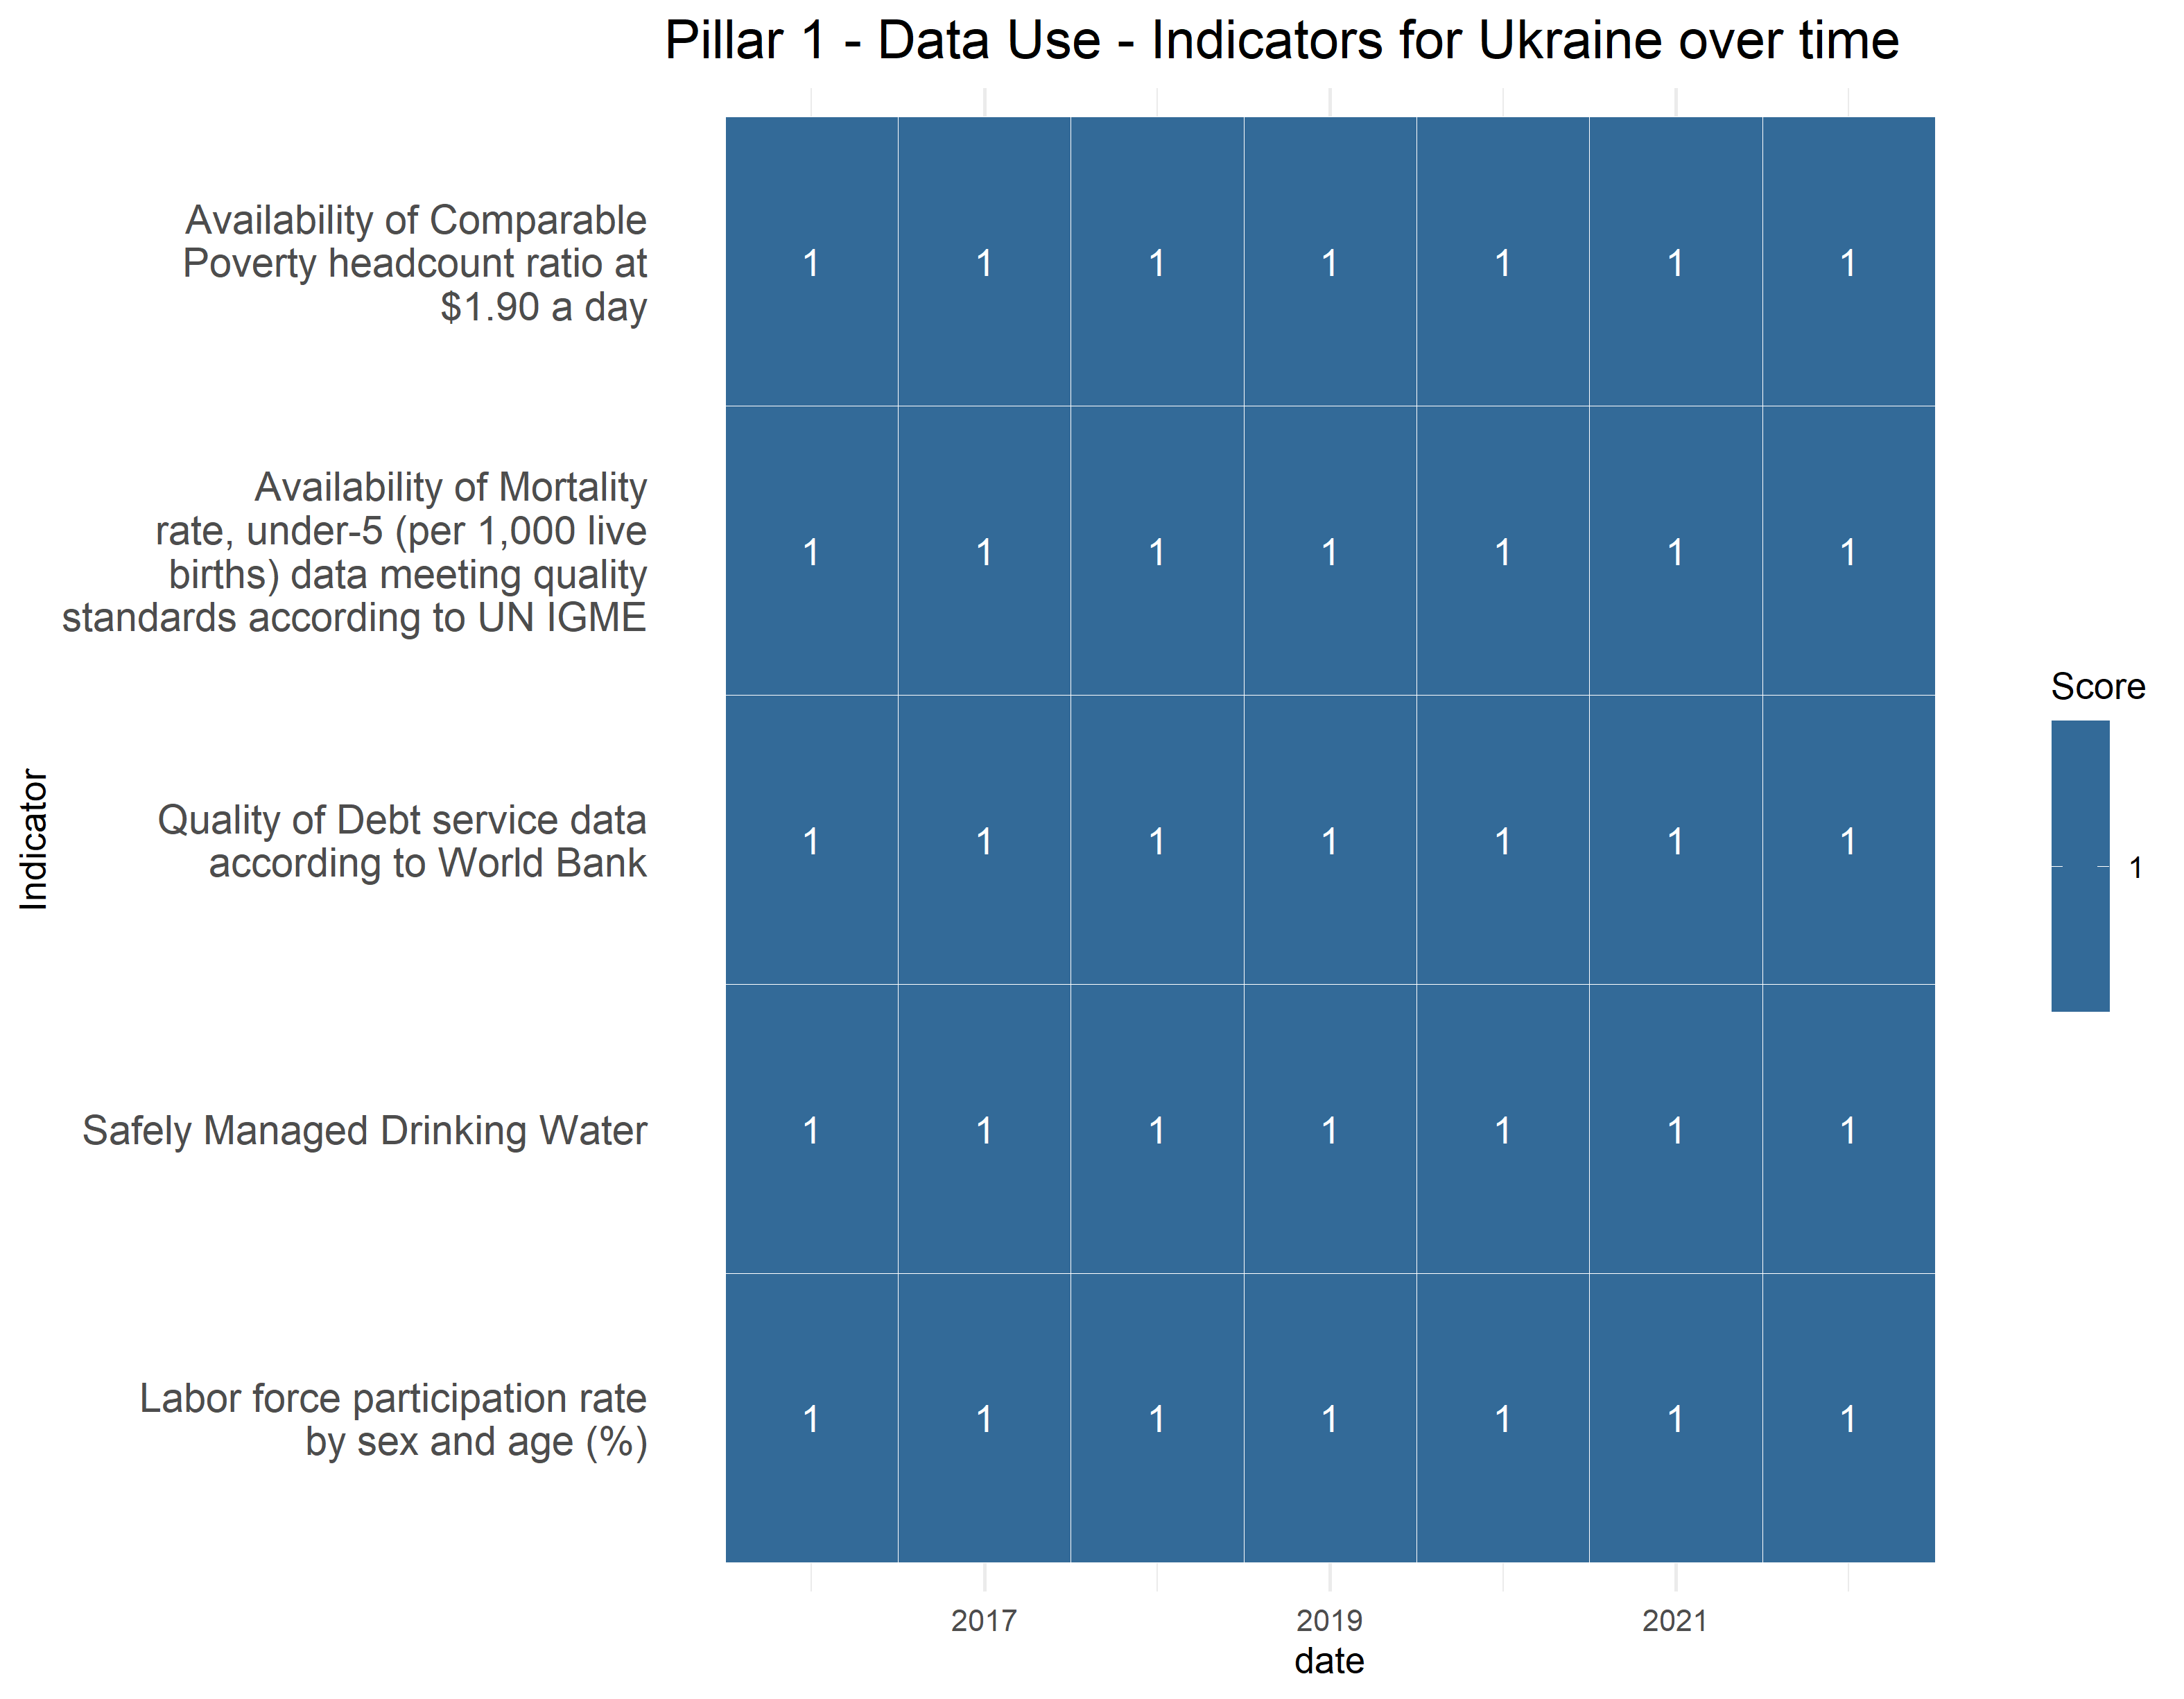 Pillar 1 - Data Use - Indicators for Ukraine over time
Indicator
Availability of Comparable
Poverty headcount ratio at
$1.90 a day
1 1 1 1 1 1 1
Availability of Mortality
rate, under-5 (per 1,000 live
births) data meeting quality
standards according to UN IGME
1 1 1 1 1 1 1
Quality of Debt service data
according to World Bank
1 1 1 1 1 1 1
Safely Managed Drinking Water
1 1 1 1 1 1 1
Labor force participation rate
by sex and age (%)
1 1 1 1 1 1 1
2017 2019 2021
date
Score
1